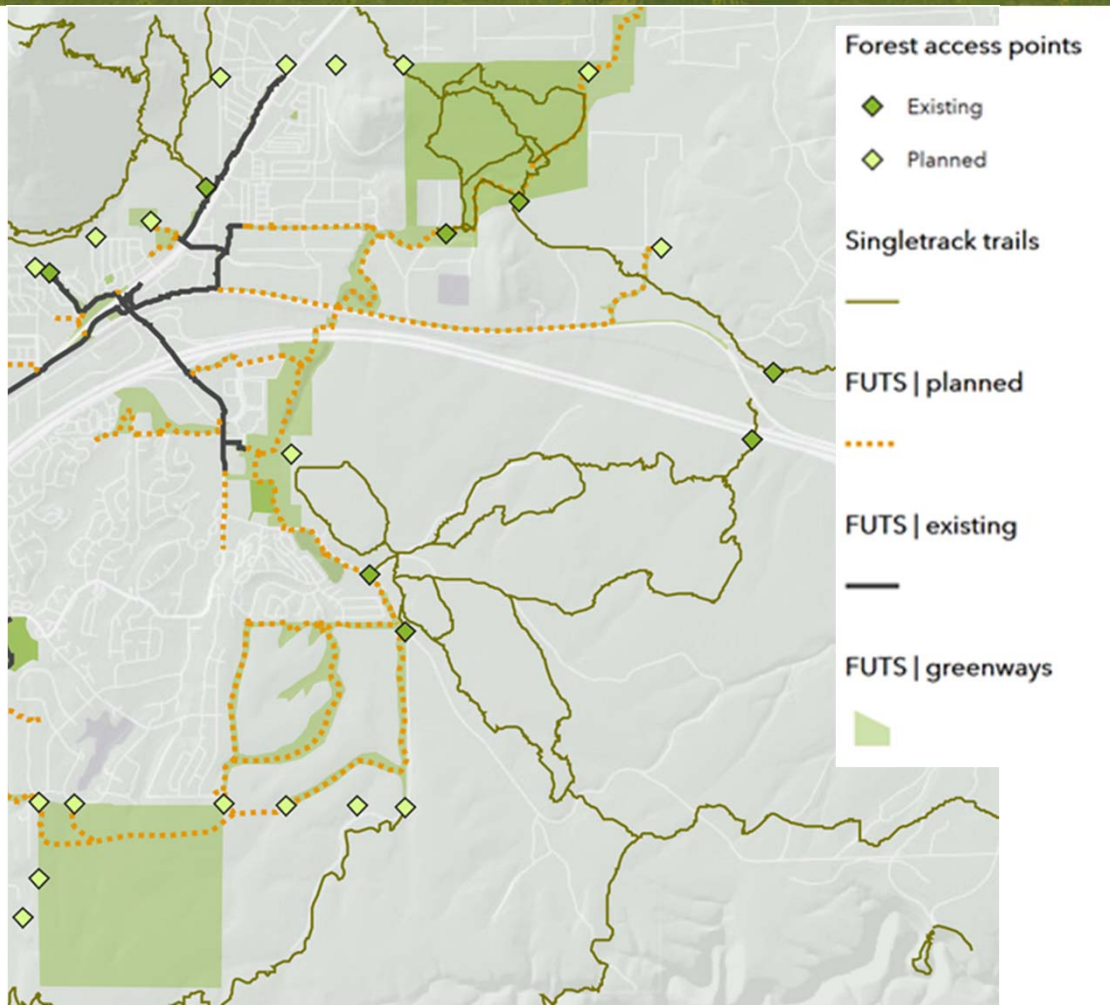 Forest access points
Existing
Planned
Singletrack trails
FUTS | planned
FUTS | existing
FUTS | greenways